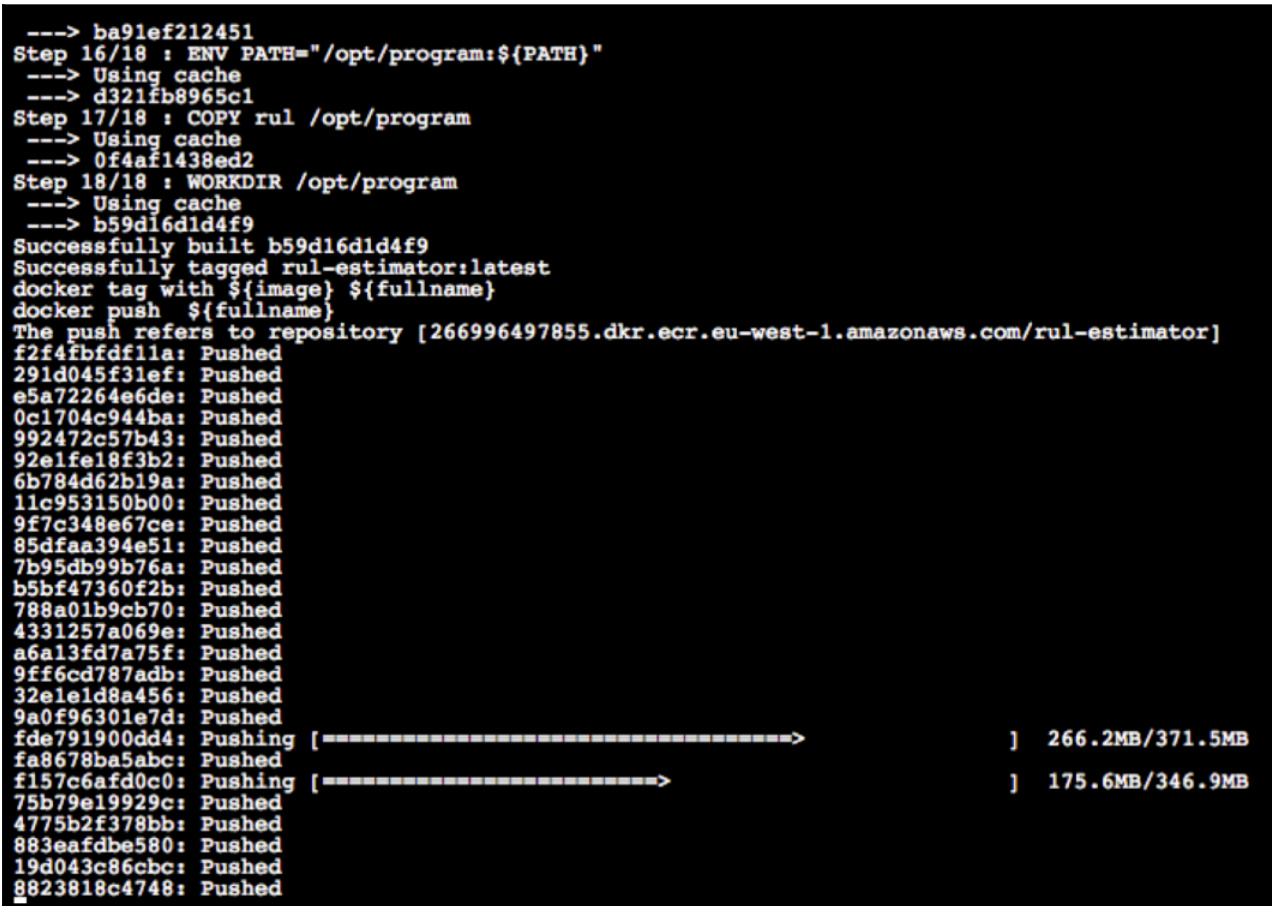 ---> ba91ef212451
Step 16/18 : ENV PATH="/opt/program:${PATH}"
---> Using cache
---> d321fb8965c1
Step 17/18 : COPY rul /opt/program
---> Using cache
---> 0f4af1438ed2
Step 18/18 : WORKDIR /opt/program
---> Using cache
---> b59d16d1d4f9
Successfully built b59d16d1d4f9
Successfully tagged rul-estimator:latest
docker tag with ${image} ${fullname}
docker push  ${fullname}
The push refers to repository [266996497855.dkr.ecr.eu-west-1.amazonaws.com/rul-estimator]
f2f4fbfdf11a: Pushed
291d045f31ef: Pushed
e5a72264e6de: Pushed
0c1704c944ba: Pushed
992472c57b43: Pushed
92e1fe18f3b2: Pushed
6b784d62b19a: Pushed
11c953150b00: Pushed
9f7c348e67ce: Pushed
85dfaa394e51: Pushed
7b95db99b76a: Pushed
b5bf47360f2b: Pushed
788a01b9cb70: Pushed
4331257a069e: Pushed
a6a13fd7a75f: Pushed
9ff6cd787adb: Pushed
32e1e1d8a456: Pushed
9a0f96301e7d: Pushed
fde791900dd4: Pushing [===================================>                ]  266.2MB/371.5MB
fa8678ba5abc: Pushed
f157c6afd0c0: Pushing [=========================>                          ]  175.6MB/346.9MB
75b79e19929c: Pushed
4775b2f378bb: Pushed
883eafdbe580: Pushed
19d043c86cbc: Pushed
8823818c4748: Pushed